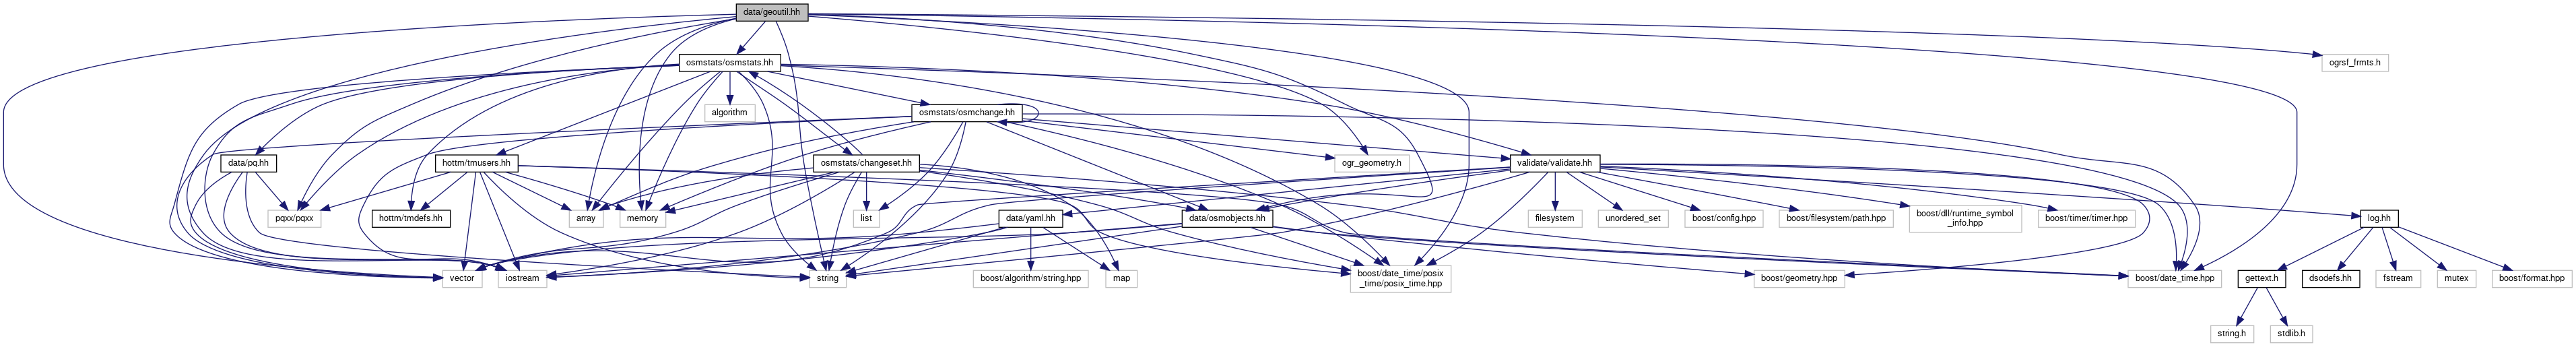 data/geoutil.hh
osmstats/osmstats.hh
ogrsf_frmts.h
algorithm
osmstats/osmchange.hh
data/pq.hh
hottm/tmusers.hh
osmstats/changeset.hh
ogr_geometry.h
validate/validate.hh
pqxx/pqxx
hottm/tmdefs.hh
array
memory
list
data/yaml.hh
data/osmobjects.hh
filesystem
unordered_set
boost/config.hpp
boost/filesystem/path.hpp
boost/dll/runtime_symbol
_info.hpp
boost/timer/timer.hpp
log.hh
vector
iostream
string
boost/algorithm/string.hpp
map
boost/date_time/posix
_time/posix_time.hpp
boost/geometry.hpp
boost/date_time.hpp
gettext.h
dsodefs.hh
fstream
mutex
boost/format.hpp
string.h
stdlib.h